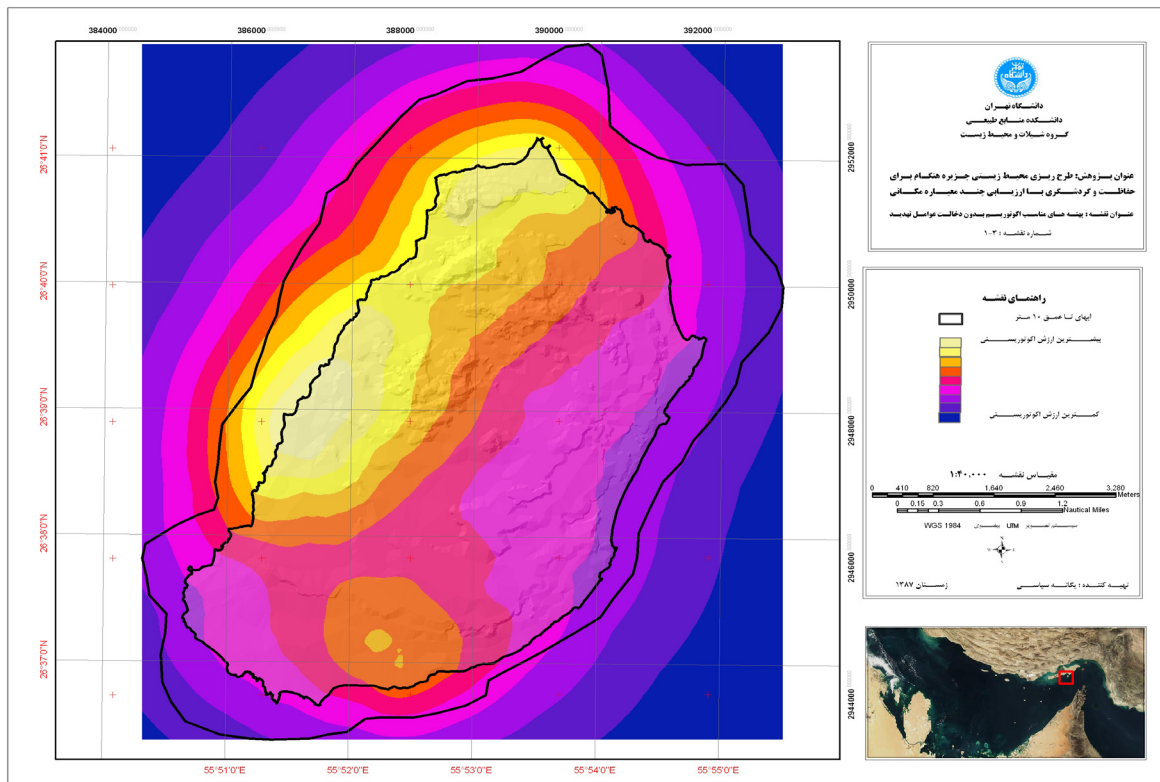 384000 386000 388000 390000 392000
26°41'0"N
26°40'0"N
26°39'0"N
26°38'0"N
26°37'0"N
2952000
2950000
2948000
2946000
2944000
55°51'0"E 55°52'0"E 55°53'0"E 55°54'0"E 55°55'0"E
دانشگاه تهران
دانشکده منابع طبیعی
گروه شیلات و محیط زیست
عنوان پژوهش: طرح ریزی محیط زیستی جزیره هنگام برای
حفاظت و گردشگری با ارزیابی چند معیاره مکانی
عنوان نقشه : پهنه های مناسب اکوتوریسم بدون دخالت عوامل تهدید
شماره نقشه : ۳-۱
راهنمای نقشه
آبهای تا عمق ۱۰ متر
بیشترین ارزش اکوتوریستی
کمترین ارزش اکوتوریستی
مقیاس نقشه ۱:۴۰,۰۰۰
0 410 820 1,640 2,460 3,280
Meters
0 0.15 0.3 0.6 0.9 1.2
Nautical Miles
سیستم تصویر UTM بیضوی WGS 1984
تهیه کننده : یگانه سپاسی
زمستان ۱۳۸۷